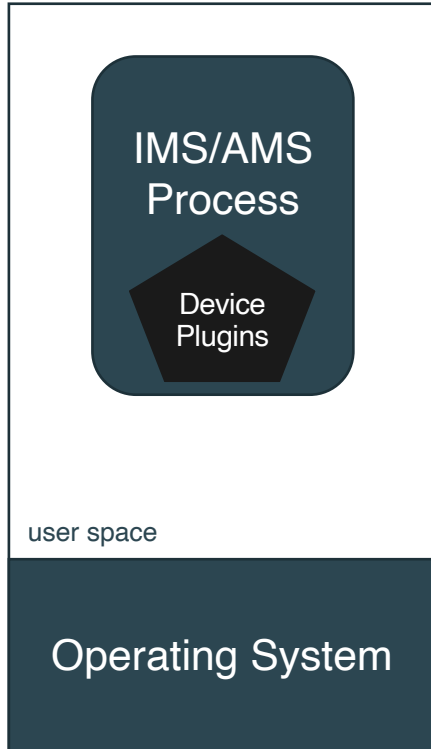 IMS/AMS
Process
Device
Plugins
user space
Operating System